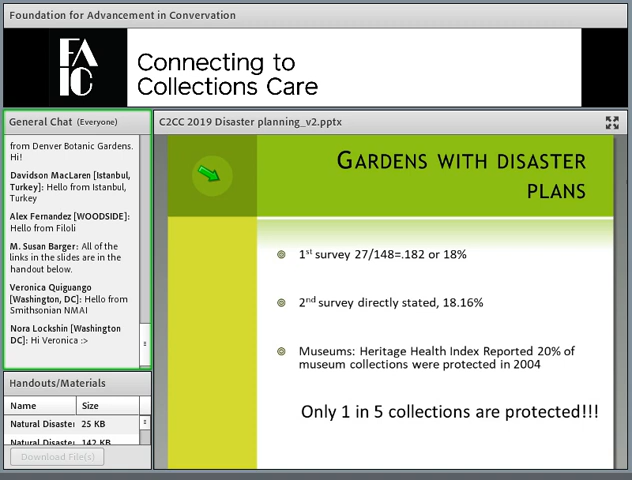 Foundation for Advancement in Convervation
FA
IC
Connecting to
Collections Care
General Chat (Everyone)
from Denver Botanic Gardens.
Hi!
Davidson MacLaren [Istanbul,
Turkey]: Hello from Istanbul,
Turkey
Alex Fernandez [WOODSIDE]:
Hello from Filoli
M. Susan Barger: All of the
links in the slides are in the
handout below.
Veronica Quiguango
[Washington, DC]: Hello from
Smithsonian NMAI
Nora Lockshin [Washington
DC]: Hi Veronica :>
Handouts/Materials
Name Size
Natural Disaste 25 KB
Natural Disaste 142 KB
Download File(s)
C2CC 2019 Disaster planning_v2.pptx
GARDENS WITH DISASTER
PLANS
1st survey 27/148=.182 or 18%
2nd survey directly stated, 18.16%
Museums: Heritage Health Index Reported 20% of
museum collections were protected in 2004
Only 1 in 5 collections are protected!!!